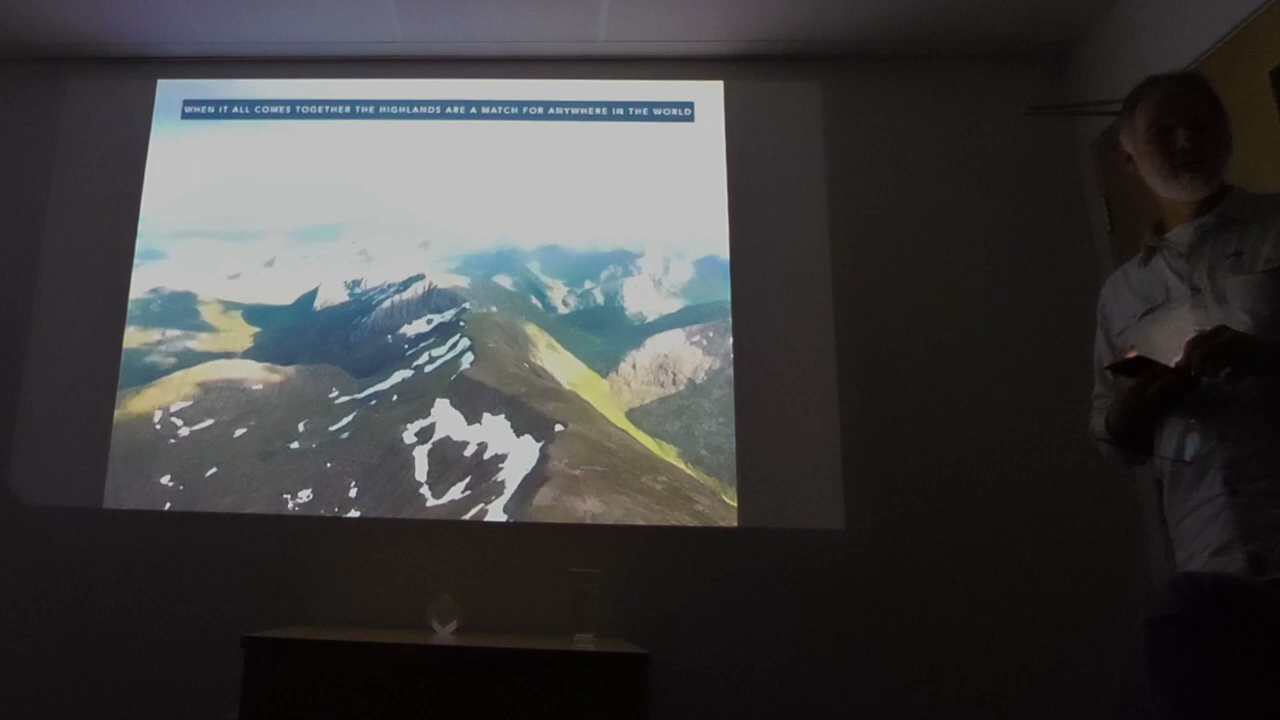 WHEN IT ALL COMES TOGETHER THE HIGHLANDS ARE A MATCH FOR ANYWHERE IN THE WORLD